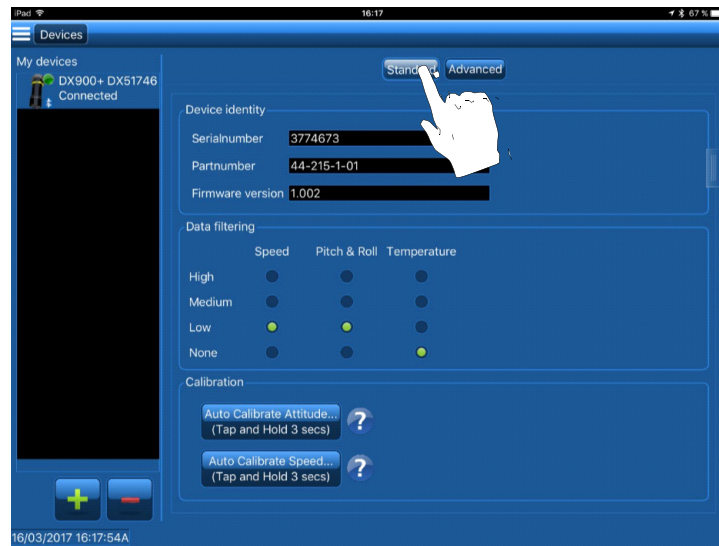 iPad 16:17 67 %
Devices
My devices
DX900+ DX51746
Connected
Advanced
Device identity
Serialnumber 3774673
Partnumber 44-215-1-01
Firmware version 1.002
Data filtering
Speed Pitch & Roll Temperature
High
Medium
Low
None
Calibration
Auto Calibrate Attitude...
(Tap and Hold 3 secs)
?
Auto Calibrate Speed...
(Tap and Hold 3 secs)
?
16/03/2017 16:17:54A